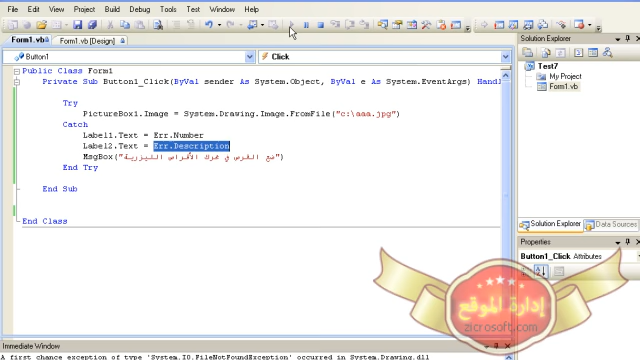 File Edit View Project Build Debug Data Tools Test Window Help
Form1.vb Form1.vb [Design]
Button1 Click
Public Class Form1
Private Sub Button1_Click(ByVal sender As System.Object, ByVal e As System.EventArgs) Handl
Try
PictureBox1.Image = System.Drawing.Image.FromFile("c:\aaa.jpg")
Catch
Label1.Text = Err.Number
Label2.Text = Err.Description
MsgBox("ضع القرص في محرك الأقراص الليزرية")
End Try
End Sub
End Class
Immediate Window
A first chance exception of type 'System.IO.FileNotFoundException' occurred in System.Drawing.dll
Solution Explorer
Test7
My Project
Form1.vb
Solution Explorer Data Sources
Properties
Button1_Click Attributes
إدارة الموقع
zicrosoft.com